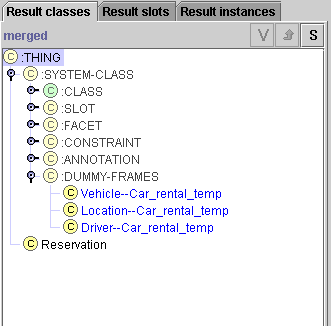 Result classes Result slots Result instances
merged V S
C :THING
C :SYSTEM-CLASS
C :CLASS
C :SLOT
C :FACET
C :CONSTRAINT
C :ANNOTATION
C :DUMMY-FRAMES
C Vehicle--Car_rental_temp
C Location--Car_rental_temp
C Driver--Car_rental_temp
C Reservation